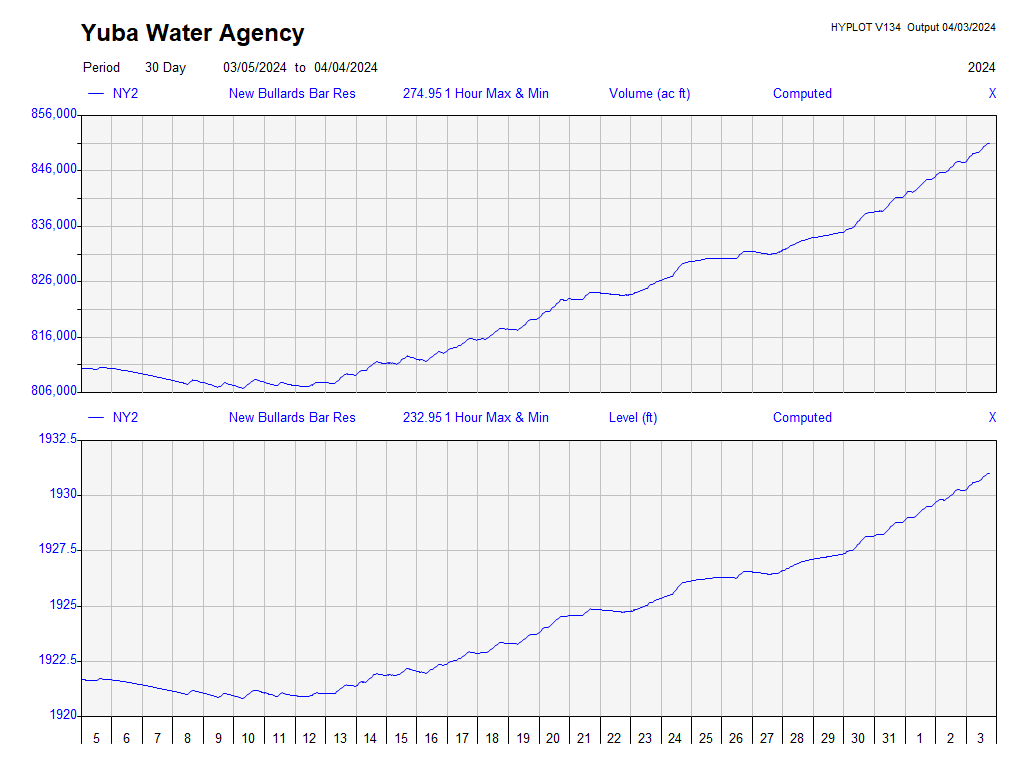 Yuba Water Agency
HYPLOT V134 Output 04/03/2024
Period 30 Day 03/05/2024 to 04/04/2024 2024
NY2 New Bullards Bar Res 274.95 1 Hour Max & Min Volume (ac ft) Computed X
856,000
846,000
836,000
826,000
816,000
806,000
NY2 New Bullards Bar Res 232.95 1 Hour Max & Min Level (ft) Computed X
1932.5
1930
1927.5
1925
1922.5
1920
5 6 7 8 9 10 11 12 13 14 15 16 17 18 19 20 21 22 23 24 25 26 27 28 29 30 31 1 2 3